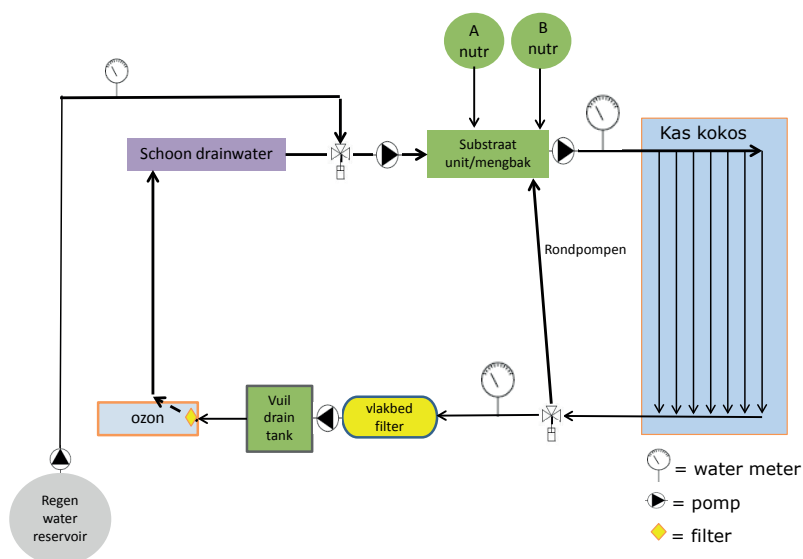 A
nutr
B
nutr
Kas kokos
Schoon drainwater
Substraat
unit/mengbak
Rondpompen
ozon
Vuil
drain
tank
vlakbed
filter
Regen
water
reservoir
= water meter
= pomp
= filter